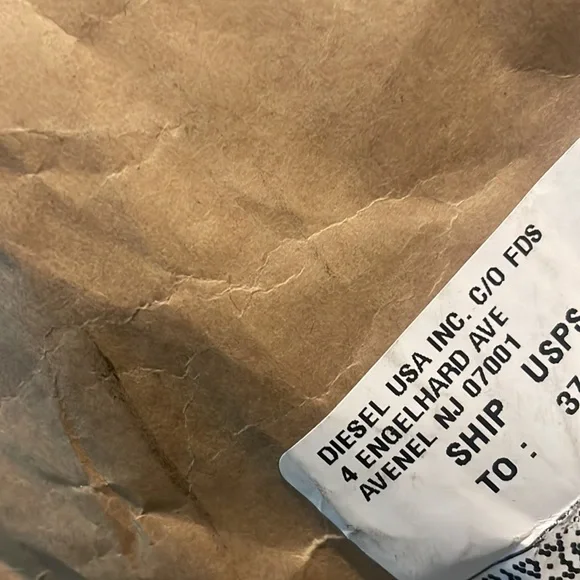 DIESEL USA INC. C/O FDS
4 ENGELHARD AVE
AVENEL NJ 07001
SHIP USPS
TO: 37